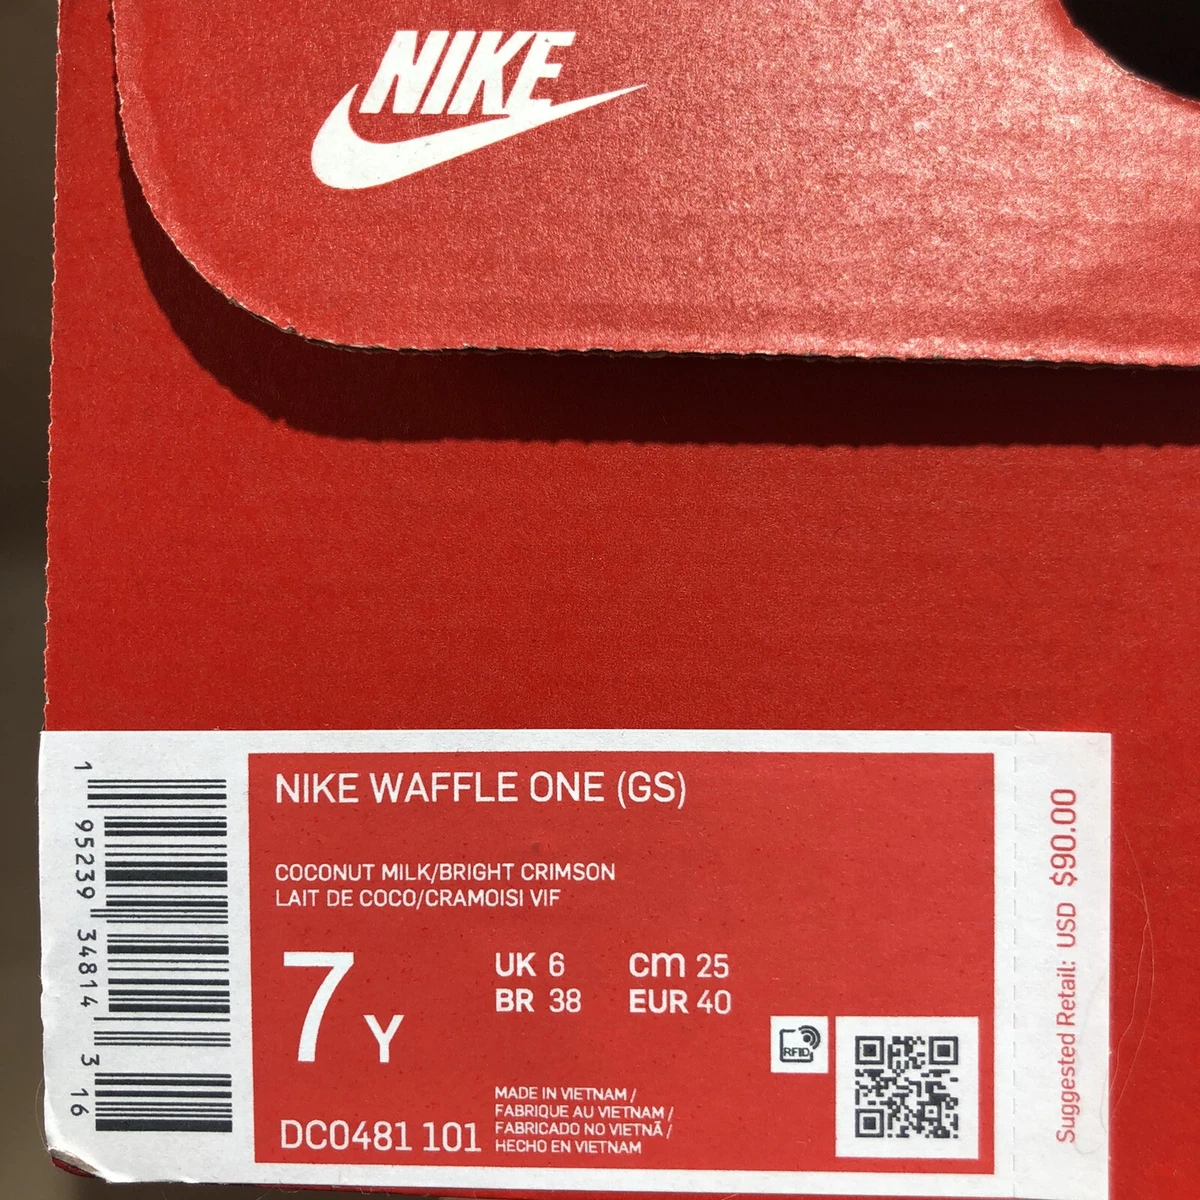 NIKE
NIKE WAFFLE ONE (GS)
COCONUT MILK/BRIGHT CRIMSON
LAIT DE COCO/CRAMOISI VIF
7Y
UK 6 cm 25
BR 38 EUR 40
RFID
MADE IN VIETNAM /
FABRIQUE AU VIETNAM /
FABRICADO NO VIETNÃ /
HECHO EN VIETNAM
DC0481 101
1 95239 34814 3 16
Suggested Retail: USD $90.00